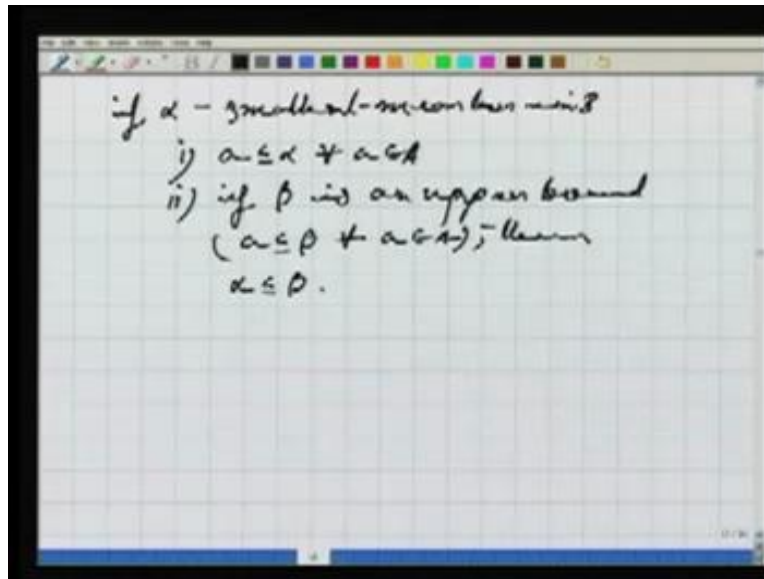 if α - smallest member in B
i) a ≤ α ∀ a ∈ A
ii) if β is an upper bound
(a ≤ β ∀ a ∈ A), then
α ≤ β.